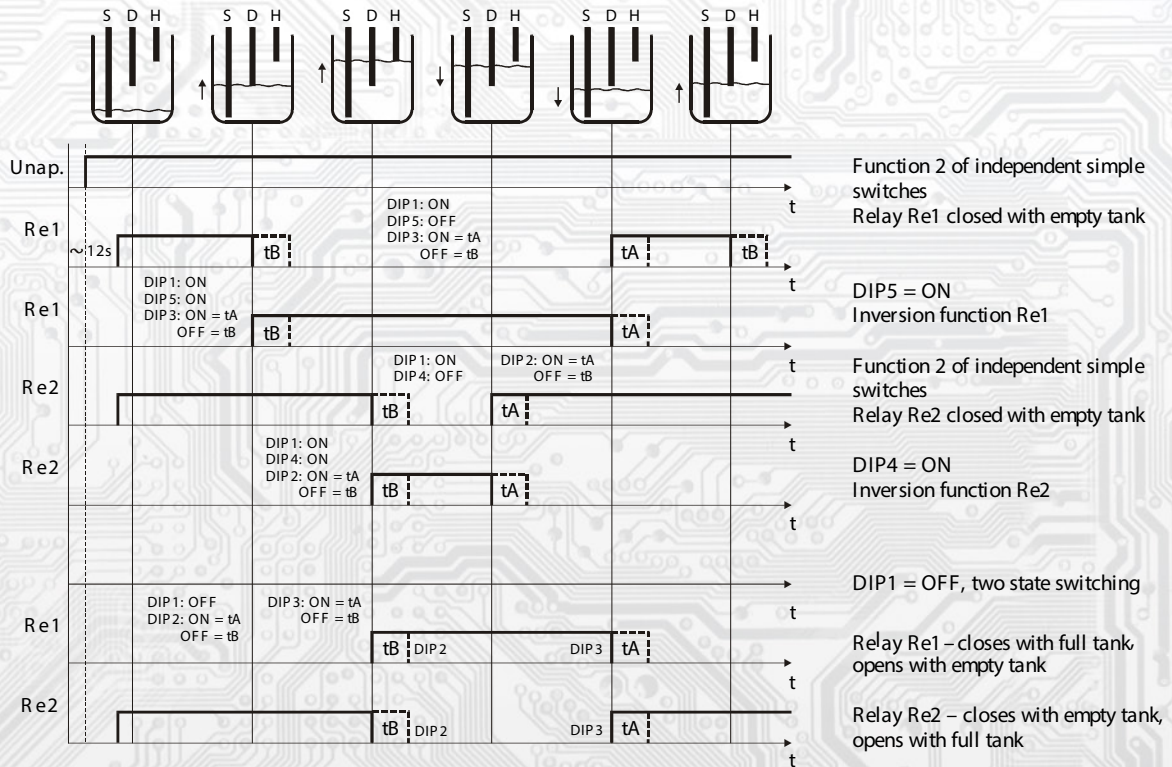 S D H S D H S D H S D H S D H S D H
Unap.
t
Function 2 of independent simple
switches
Relay Re1 closed with empty tank
Re1
~ 12s
tB
DIP1: ON
DIP5: OFF
DIP3: ON = tA
OFF = tB
tA
tB
t
Re1
DIP1: ON
DIP5: ON
DIP3: ON = tA
OFF = tB
tB
tA
t
DIP5 = ON
Inversion function Re1
Re2
DIP1: ON
DIP4: OFF
DIP2: ON = tA
OFF = tB
tB
tA
t
Function 2 of independent simple
switches
Relay Re2 closed with empty tank
Re2
DIP1: ON
DIP4: ON
DIP2: ON = tA
OFF = tB
tB
tA
t
DIP4 = ON
Inversion function Re2
DIP1 = OFF, two state switching
t
Re1
DIP1: OFF
DIP2: ON = tA
OFF = tB
DIP3: ON = tA
OFF = tB
tB DIP2
DIP3 tA
t
Relay Re1 – closes with full tank,
opens with empty tank
Re2
tB DIP2
DIP3 tA
t
Relay Re2 – closes with empty tank,
opens with full tank